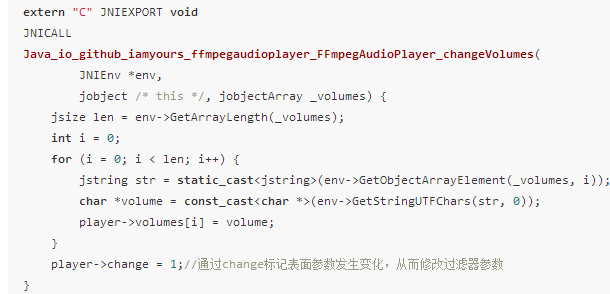 extern "C" JNIEXPORT void
JNICALL
Java_io_github_iamyours_ffmpegaudioplayer_FFmpegAudioPlayer_changeVolumes(
        JNIEnv *env,
        jobject /* this */, jobjectArray _volumes) {
    jsize len = env->GetArrayLength(_volumes);
    int i = 0;
    for (i = 0; i < len; i++) {
        jstring str = static_cast<jstring>(env->GetObjectArrayElement(_volumes, i));
        char *volume = const_cast<char *>(env->GetStringUTFChars(str, 0));
        player->volumes[i] = volume;
    }
    player->change = 1;//通过change标记表面参数发生变化，从而修改过滤器参数
}